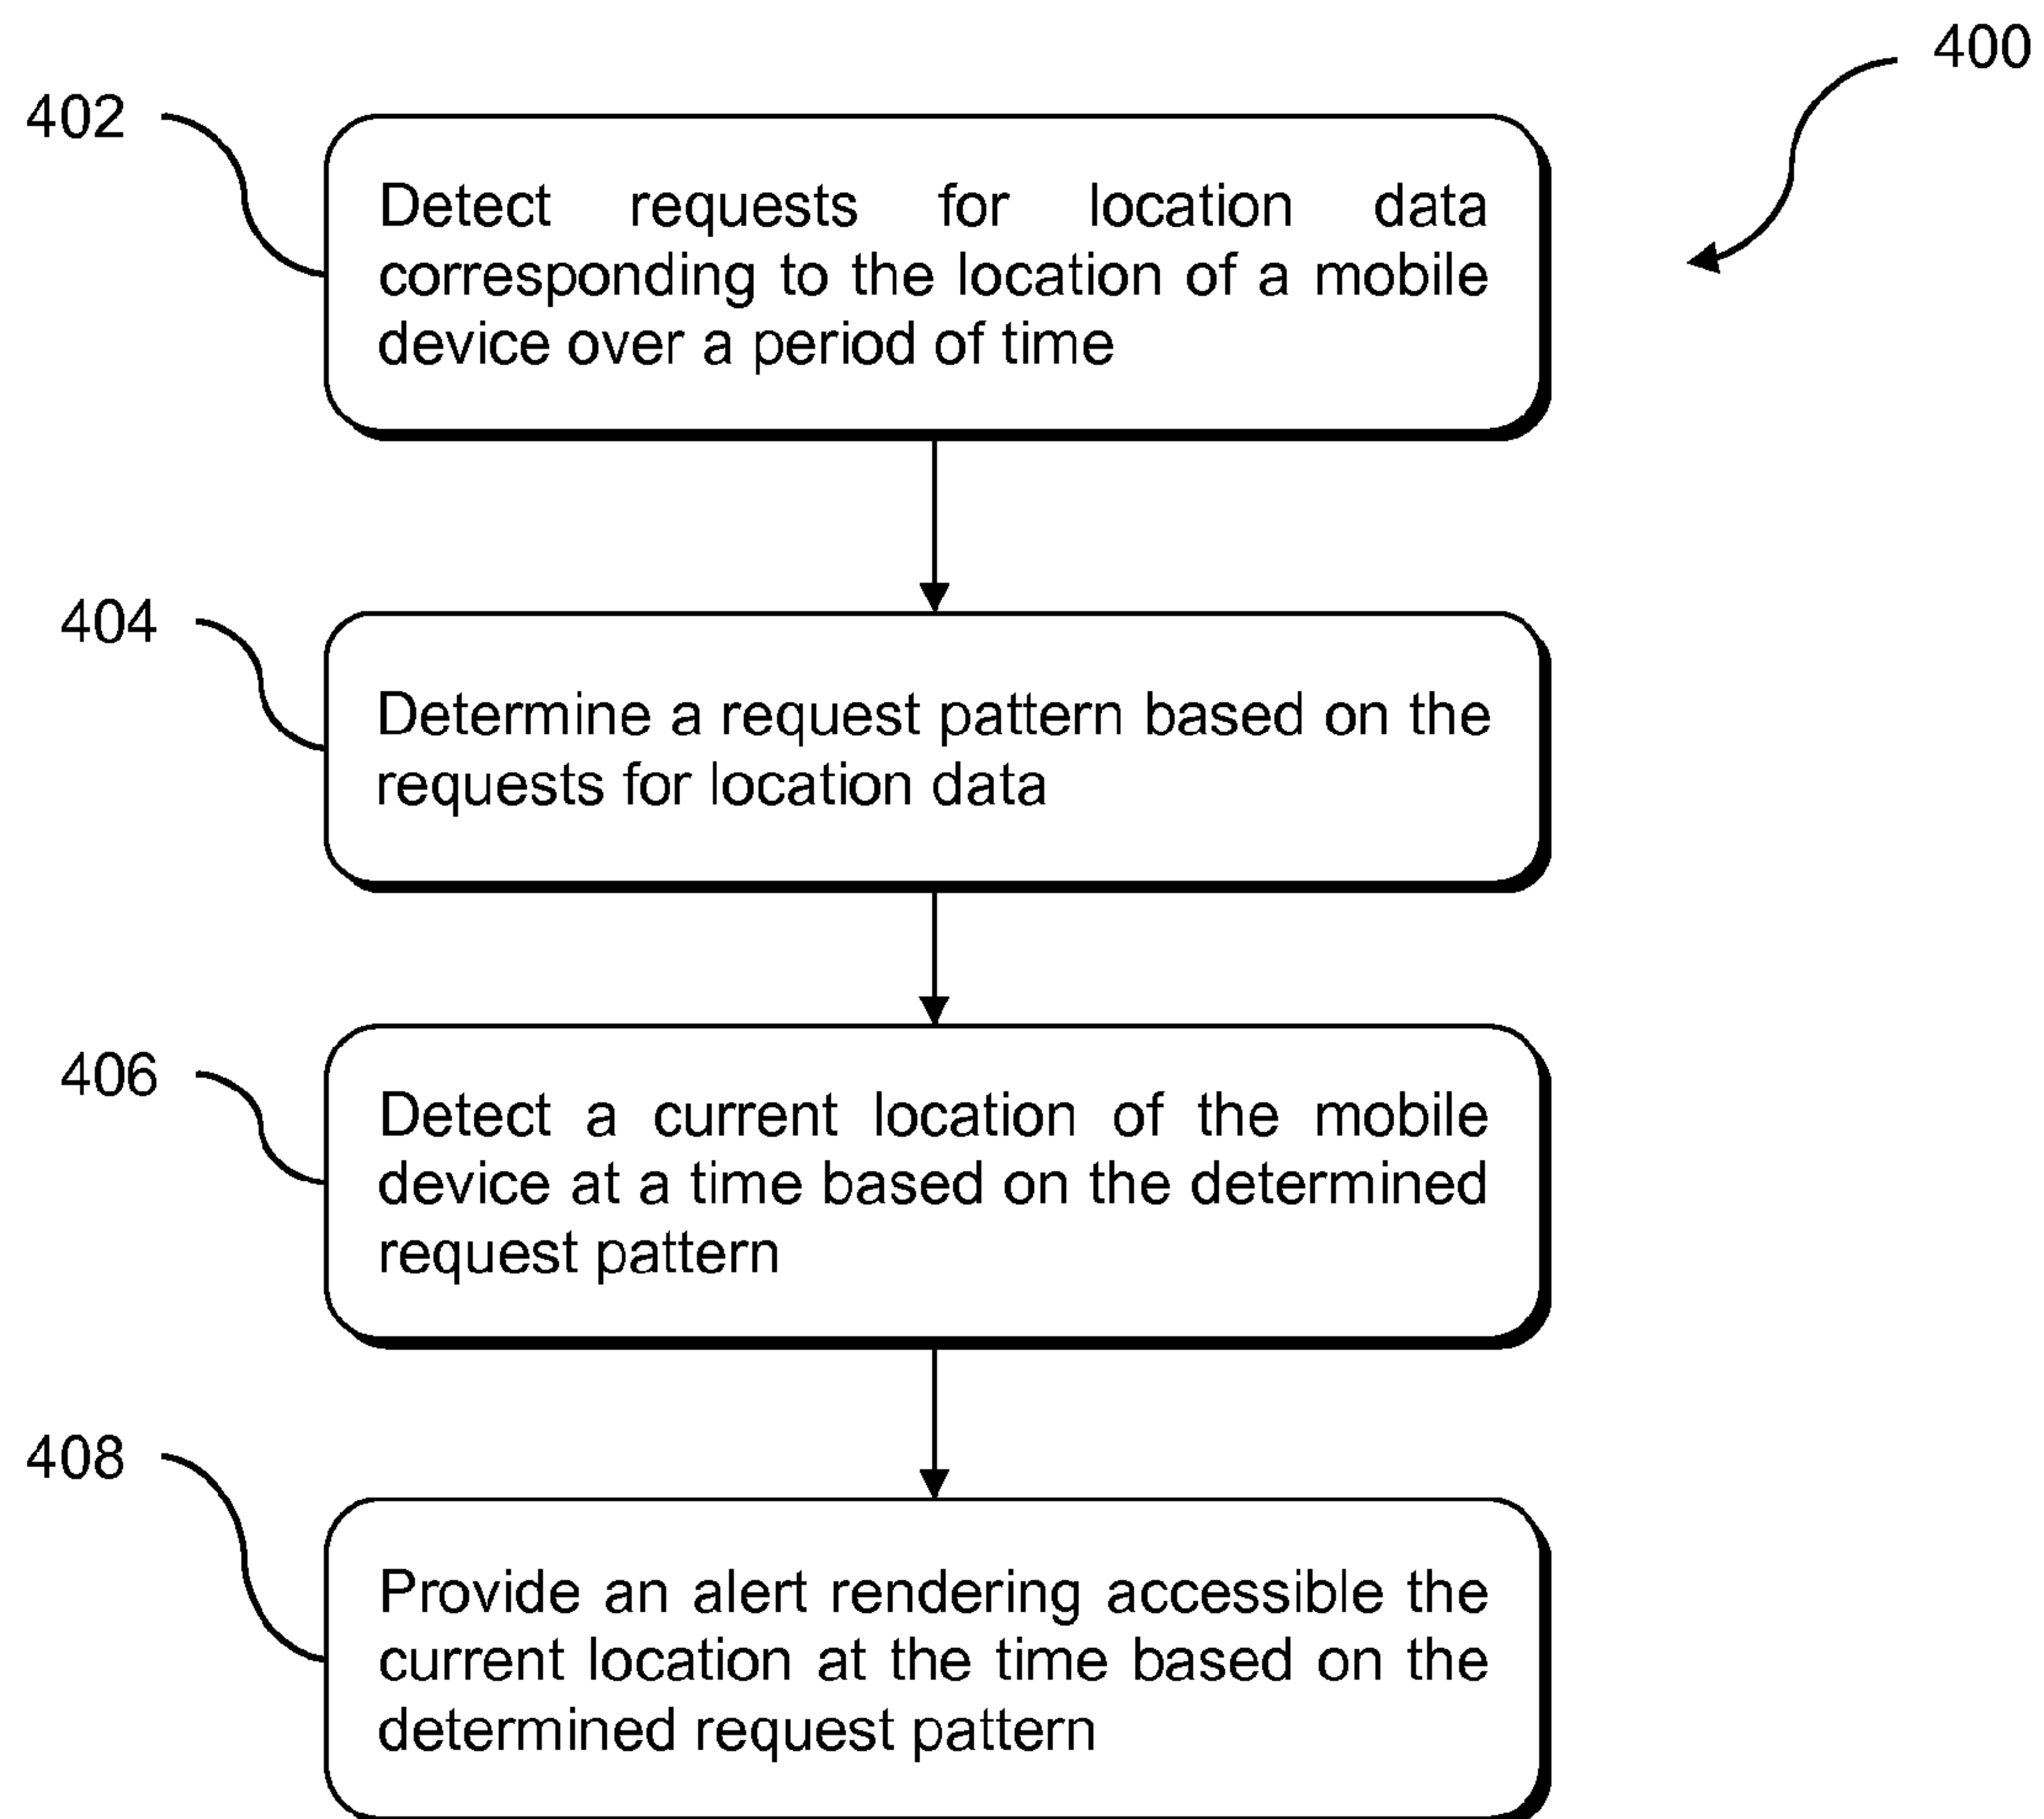 400
402
Detect requests for location data
corresponding to the location of a mobile
device over a period of time
404
Determine a request pattern based on the
requests for location data
406
Detect a current location of the mobile
device at a time based on the determined
request pattern
408
Provide an alert rendering accessible the
current location at the time based on the
determined request pattern